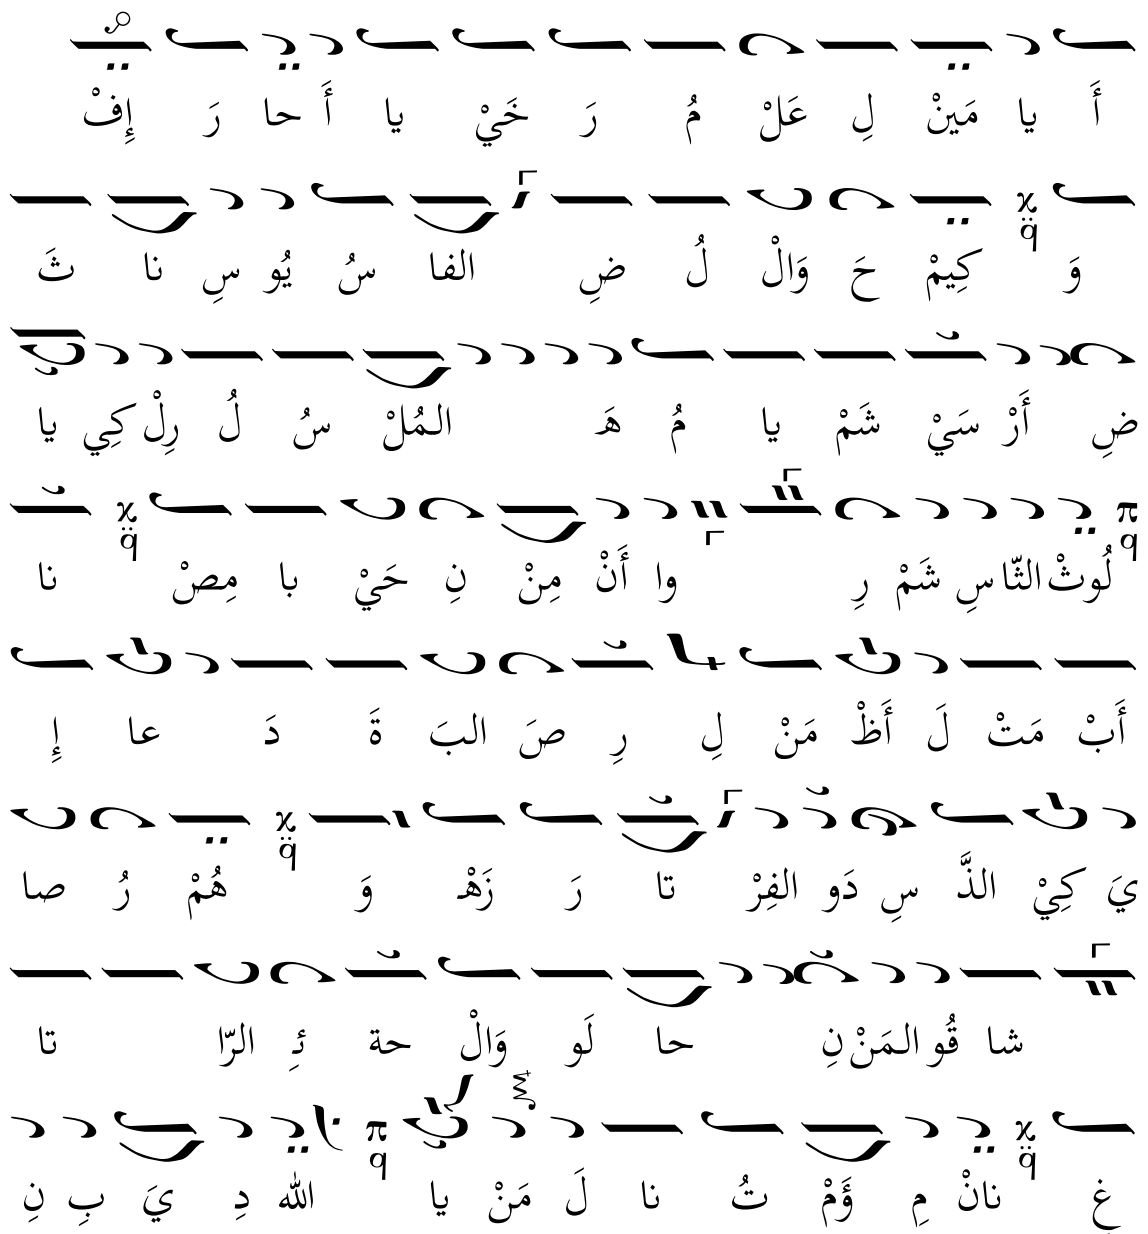 أَ يا مَينْ لِ عَلْ مُ رَ خَيْ يا أَ حا رَ إِفْ
وَ كِيمْ حَ وَالْ لُ ضِ الفا سُ يُو سِ نا ثَ
ضِ أَرْ سَيْ شَمْ يا مُ هَ المُلْ سُ لُ رِلْ كِي يا
لُوثْ الثّا سِ شَمْ رِ وا أَنْ مِنْ نِ حَيْ با مِصْ نا
أَبْ مَتْ لَ أَظْ مَنْ لِ رِ صَ البَ ةَ دَ عا إِ
يَ كِيْ الذَّ سِ دَو الفِرْ تا رَ زَهْ وَ هُمْ رُ صا
شا قُو المَنْ نِ حا لَو وَالْ حة ئِـ الرّا تا
غِ نانْ مِ وَمْ تُ نا لَ مَنْ يا الله دِ يَ بِ نِ